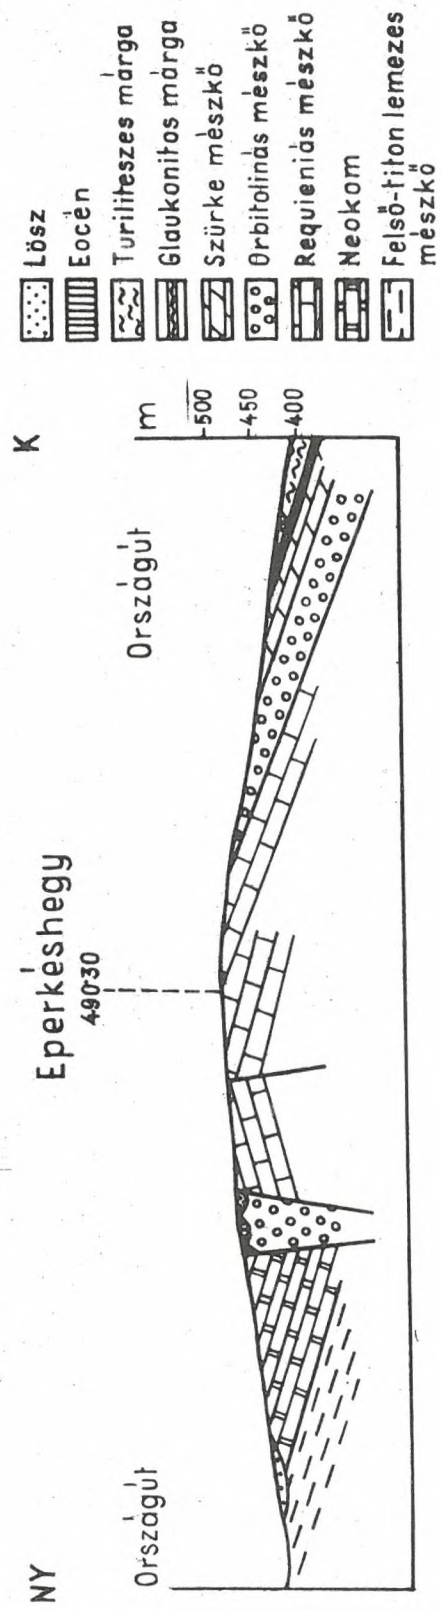 NY
K
Eperkéshegy
490·30
Országút
Országút
m
500
450
400
Lösz
Eocén
Turiliteszes márga
Glaukonitos márga
Szürke mészkő
Orbitolinás mészkő
Requieniás mészkő
Neokom
Felső-titon lemezes
mészkő